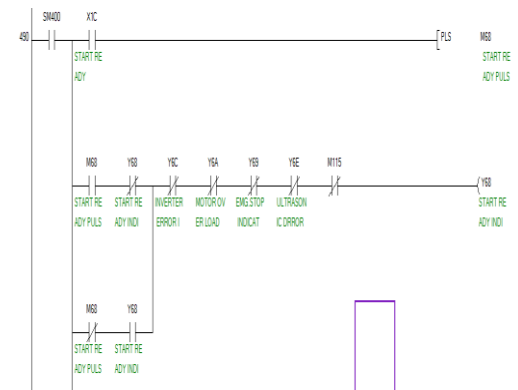 SM400 X1C
490 PLS M68
START RE START RE
ADY ADY PULS
M68 Y68 Y6C Y6A Y69 Y6E M115
Y68
START RE START RE INVERTER MOTOR OV EMG.STOP ULTRASON START RE
ADY PULS ADY INDI ERROR I ER LOAD INDICAT IC DRROR ADY INDI
M68 Y68
START RE START RE
ADY PULS ADY INDI